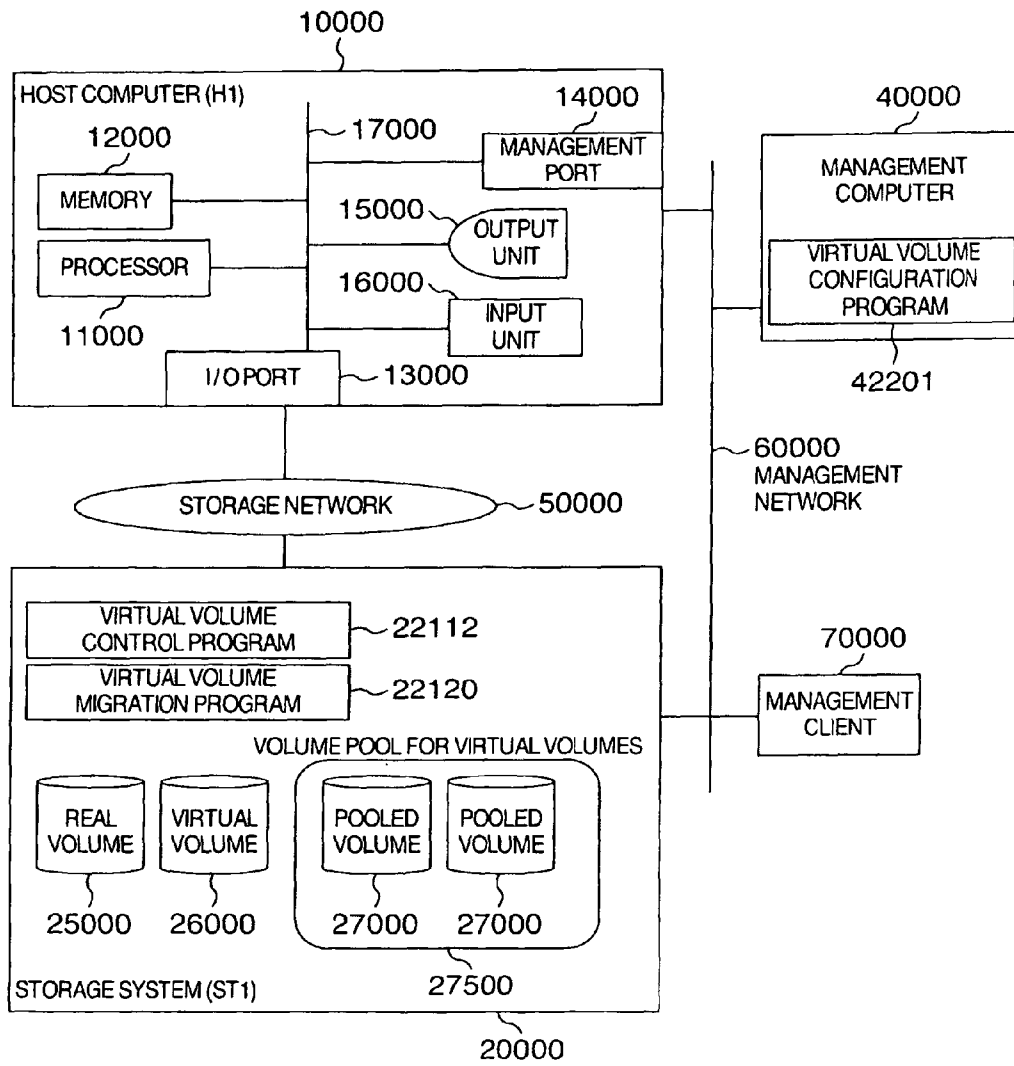 10000
HOST COMPUTER (H1)
12000
MEMORY
PROCESSOR
11000
17000
14000
MANAGEMENT
PORT
15000
OUTPUT
UNIT
16000
INPUT
UNIT
I/O PORT
13000
40000
MANAGEMENT
COMPUTER
VIRTUAL VOLUME
CONFIGURATION
PROGRAM
42201
60000
MANAGEMENT
NETWORK
STORAGE NETWORK
50000
VIRTUAL VOLUME
CONTROL PROGRAM
22112
VIRTUAL VOLUME
MIGRATION PROGRAM
22120
70000
MANAGEMENT
CLIENT
VOLUME POOL FOR VIRTUAL VOLUMES
REAL
VOLUME
25000
VIRTUAL
VOLUME
26000
POOLED
VOLUME
27000
POOLED
VOLUME
27000
27500
STORAGE SYSTEM (ST1)
20000